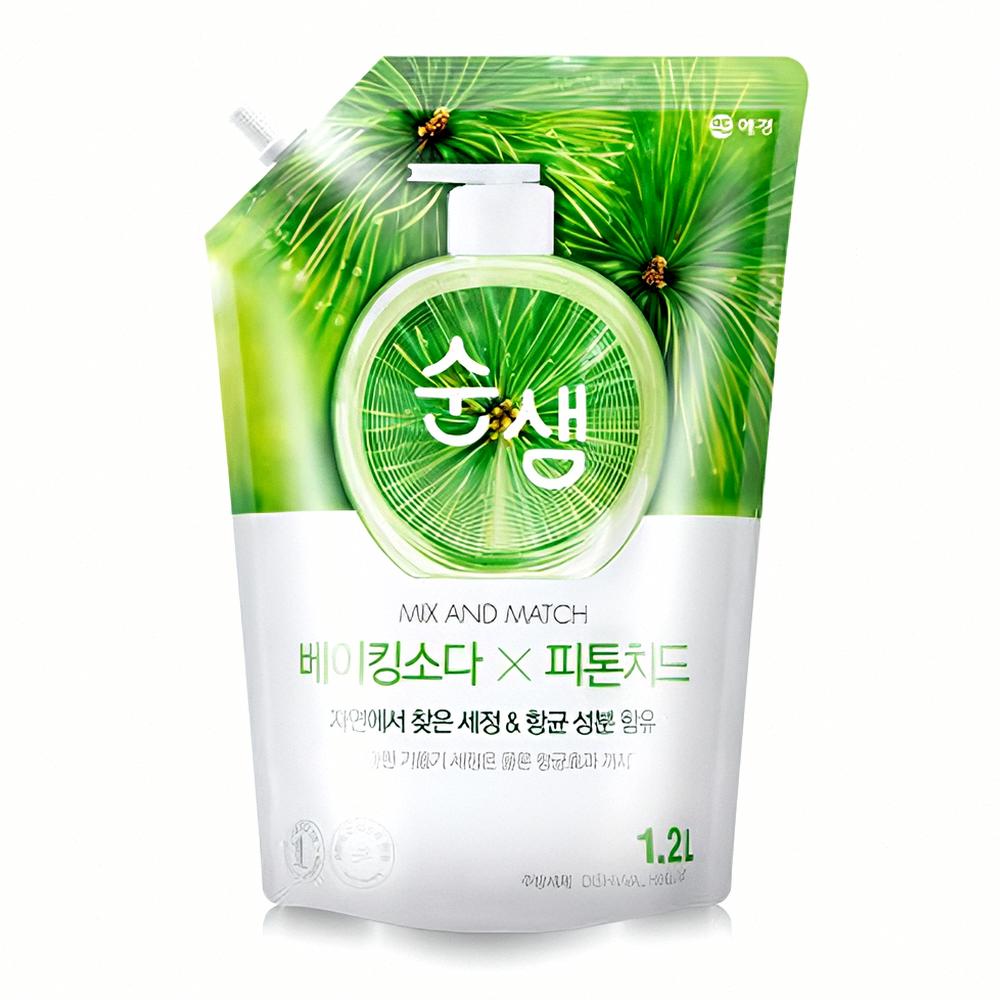 애경
순샘
MIX AND MATCH
베이킹소다 × 피톤치드
자연에서 찾은 세정 & 항균 성분 함유
1.2L